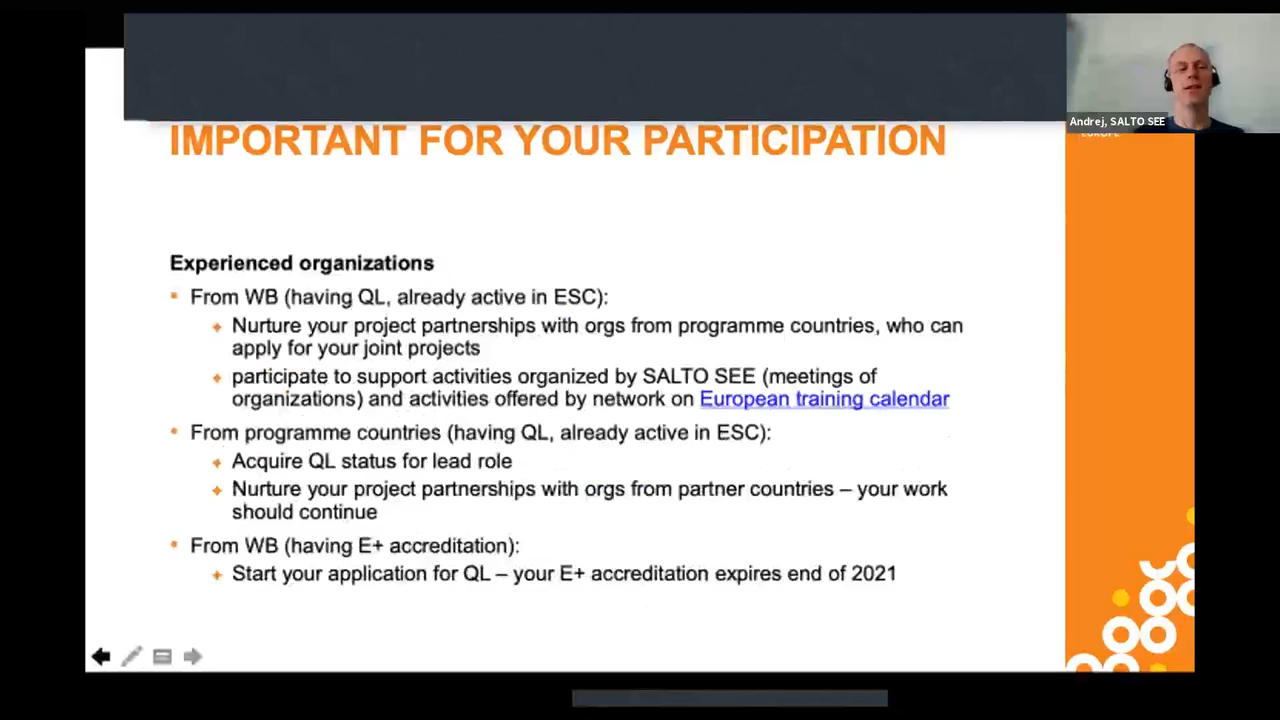 Andrej, SALTO SEE
EUROPE
IMPORTANT FOR YOUR PARTICIPATION
Experienced organizations
From WB (having QL, already active in ESC):
Nurture your project partnerships with orgs from programme countries, who can
apply for your joint projects
participate to support activities organized by SALTO SEE (meetings of
organizations) and activities offered by network on European training calendar
From programme countries (having QL, already active in ESC):
Acquire QL status for lead role
Nurture your project partnerships with orgs from partner countries – your work
should continue
From WB (having E+ accreditation):
Start your application for QL – your E+ accreditation expires end of 2021